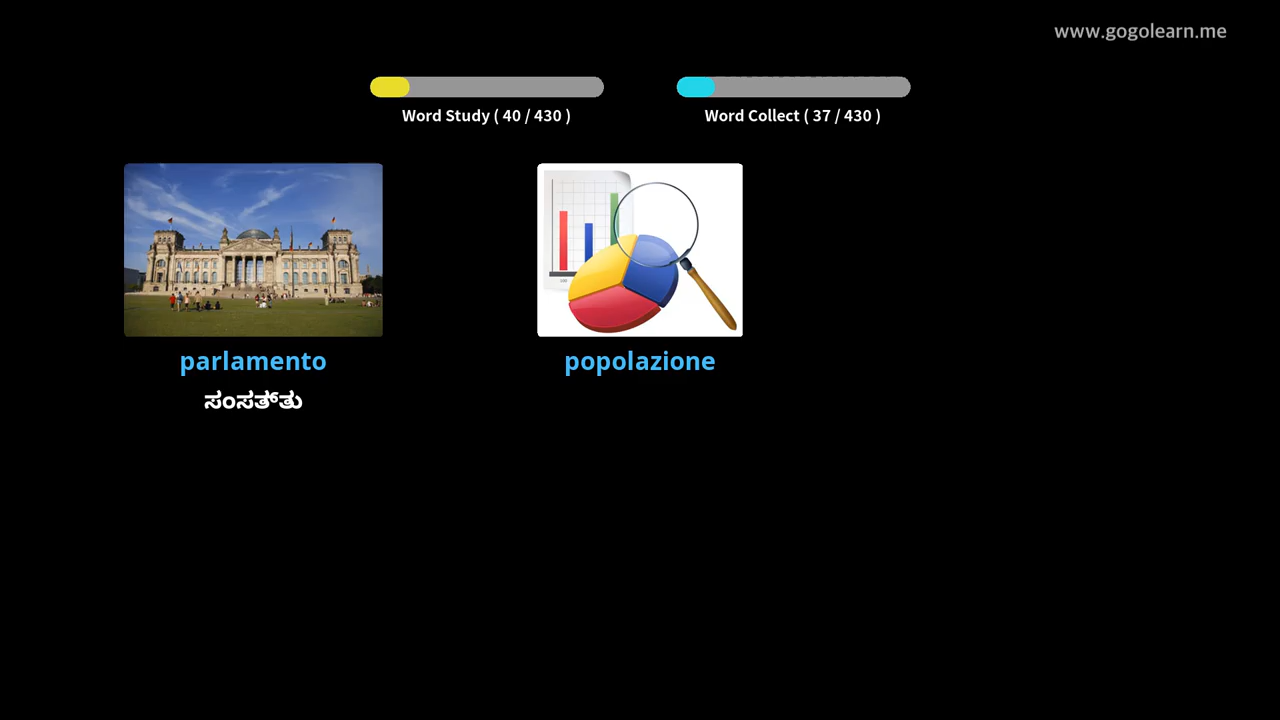 www.gogolearn.me
Word Study ( 40 / 430 )
Word Collect ( 37 / 430 )
parlamento
popolazione
ಸಂಸತ್ತು